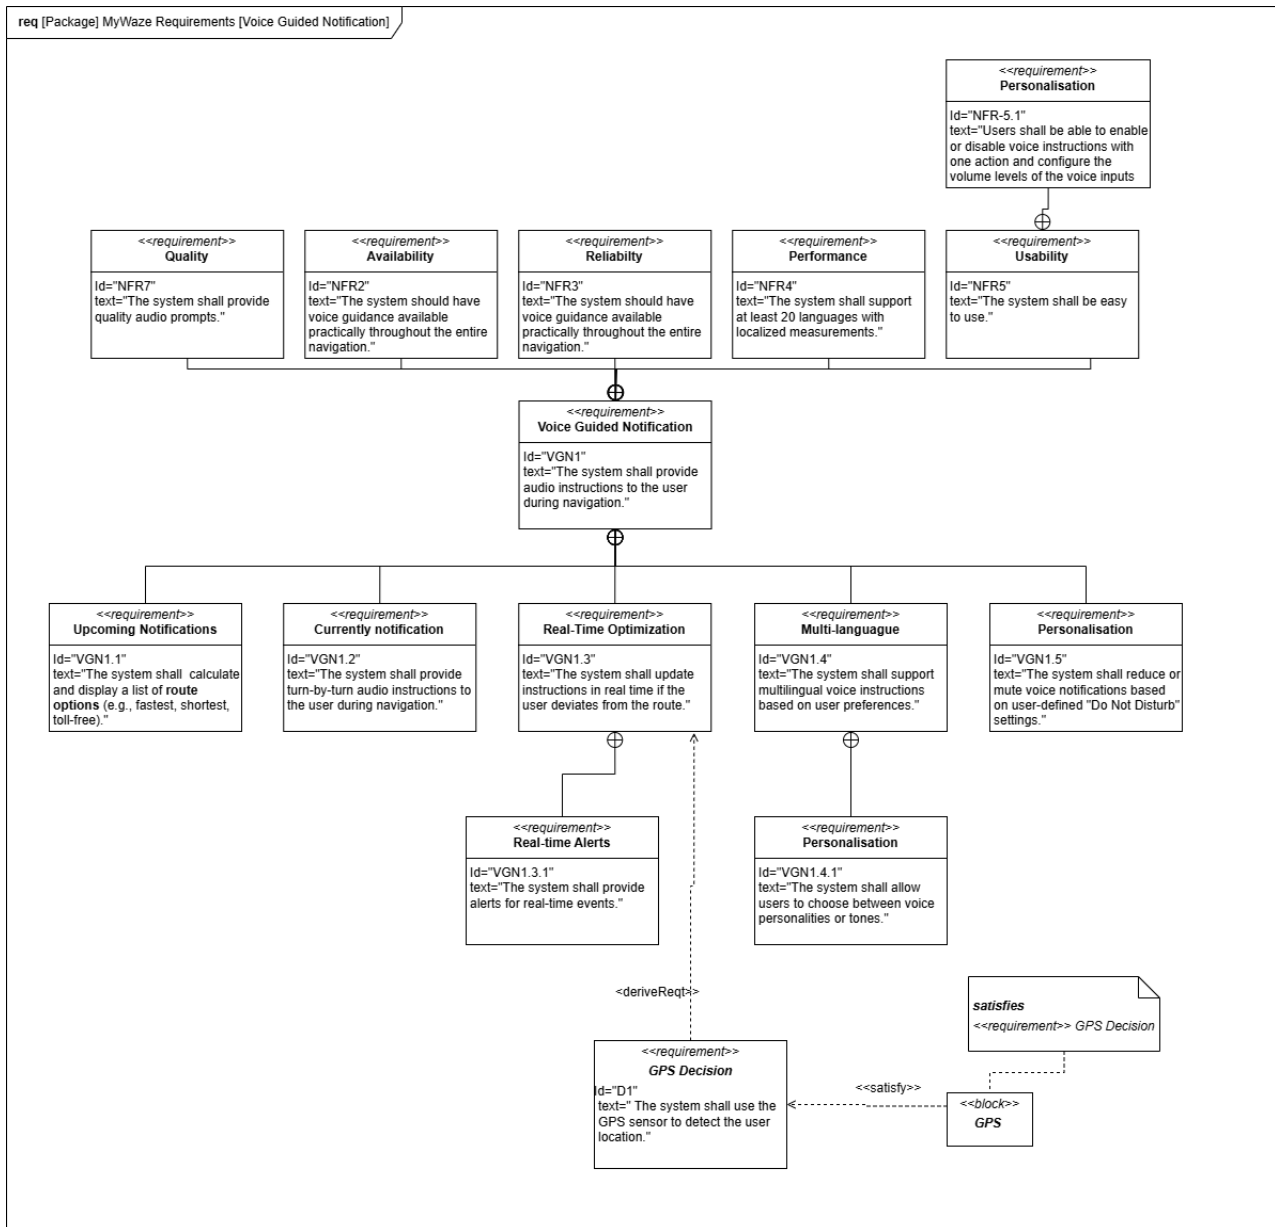 req [Package] MyWaze Requirements [Voice Guided Notification]
<<requirement>>
Personalisation
Id="NFR-5.1"
text="Users shall be able to enable
or disable voice instructions with
one action and configure the
volume levels of the voice inputs
<<requirement>>
Quality
Id="NFR7"
text="The system shall provide
quality audio prompts."
<<requirement>>
Availability
Id="NFR2"
text="The system should have
voice guidance available
practically throughout the entire
navigation."
<<requirement>>
Reliabilty
Id="NFR3"
text="The system should have
voice guidance available
practically throughout the entire
navigation."
<<requirement>>
Performance
Id="NFR4"
text="The system shall support
at least 20 languages with
localized measurements."
<<requirement>>
Usability
Id="NFR5"
text="The system shall be easy
to use."
<<requirement>>
Voice Guided Notification
Id="VGN1"
text="The system shall provide
audio instructions to the user
during navigation."
<<requirement>>
Upcoming Notifications
Id="VGN1.1"
text="The system shall  calculate
and display a list of route
options (e.g., fastest, shortest,
toll-free)."
<<requirement>>
Currently notification
Id="VGN1.2"
text="The system shall provide
turn-by-turn audio instructions to
the user during navigation."
<<requirement>>
Real-Time Optimization
Id="VGN1.3"
text="The system shall update
instructions in real time if the
user deviates from the route."
<<requirement>>
Multi-languague
Id="VGN1.4"
text="The system shall support
multilingual voice instructions
based on user preferences."
<<requirement>>
Personalisation
Id="VGN1.5"
text="The system shall reduce or
mute voice notifications based
on user-defined "Do Not Disturb"
settings."
<<requirement>>
Real-time Alerts
Id="VGN1.3.1"
text="The system shall provide
alerts for real-time events."
<<requirement>>
Personalisation
Id="VGN1.4.1"
text="The system shall allow
users to choose between voice
personalities or tones."
<deriveReqt>>
satisfies
<<requirement>> GPS Decision
<<requirement>>
GPS Decision
Id="D1"
text=" The system shall use the
GPS sensor to detect the user
location."
<<satisfy>>
<<block>>
GPS